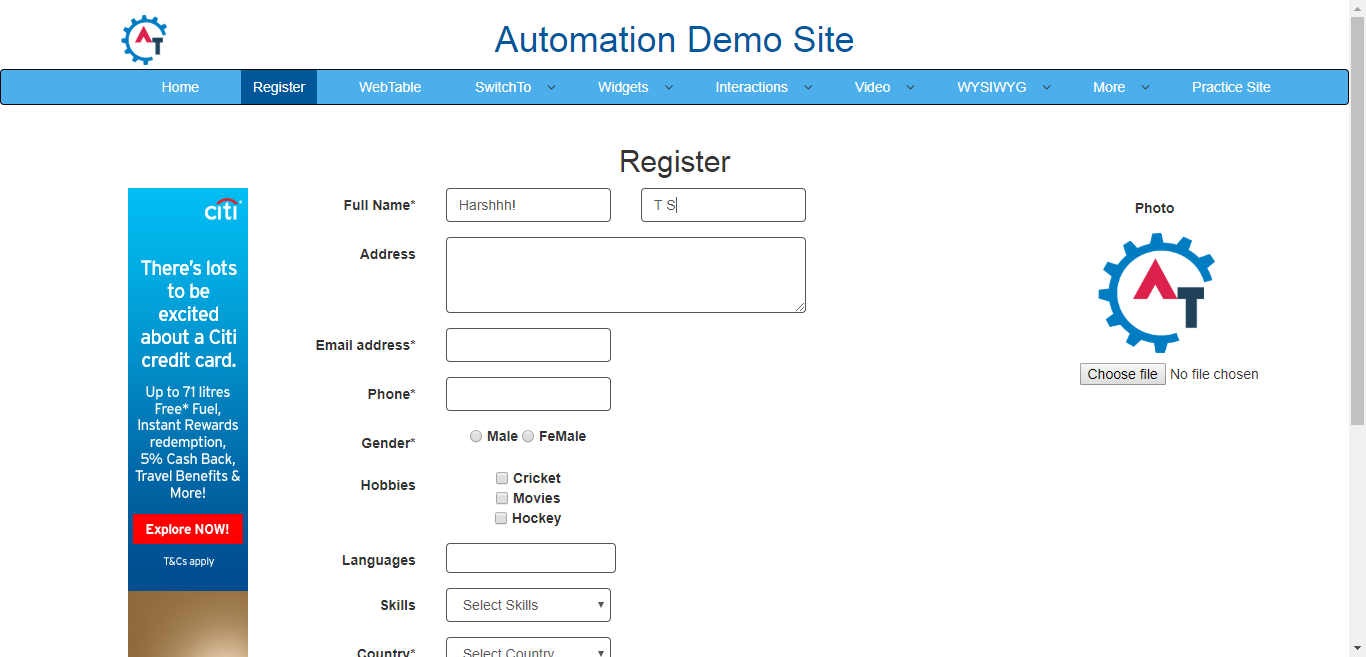 AT
Automation Demo Site
Home Register WebTable SwitchTo Widgets Interactions Video WYSIWYG More Practice Site
Register
citi
There's lots
to be
excited
about a Citi
credit card.
Up to 71 litres
Free* Fuel,
Instant Rewards
redemption,
5% Cash Back,
Travel Benefits &
More!
Explore NOW!
T&Cs apply
Full Name* Harshhh! T S
Address
Email address*
Phone*
Gender* Male FeMale
Hobbies Cricket
Movies
Hockey
Languages
Skills Select Skills
Country* Select Country
Photo
AT
Choose file No file chosen